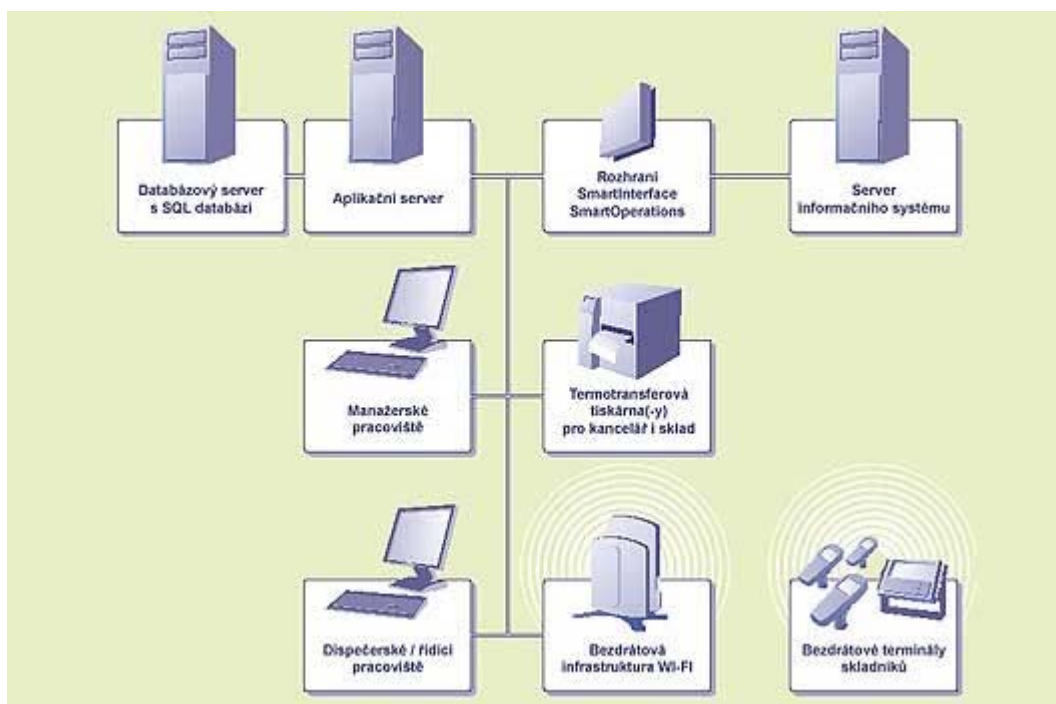 Databázový server
s SQL databází
Aplikační server
Rozhraní
SmartInterface
SmartOperations
Server
informačního systému
Manažerské
pracoviště
Termotransferová
tiskárna(-y)
pro kancelář i sklad
Dispečerské / řídící
pracoviště
Bezdrátová
infrastruktura WI-FI
Bezdrátové terminály
skladníků